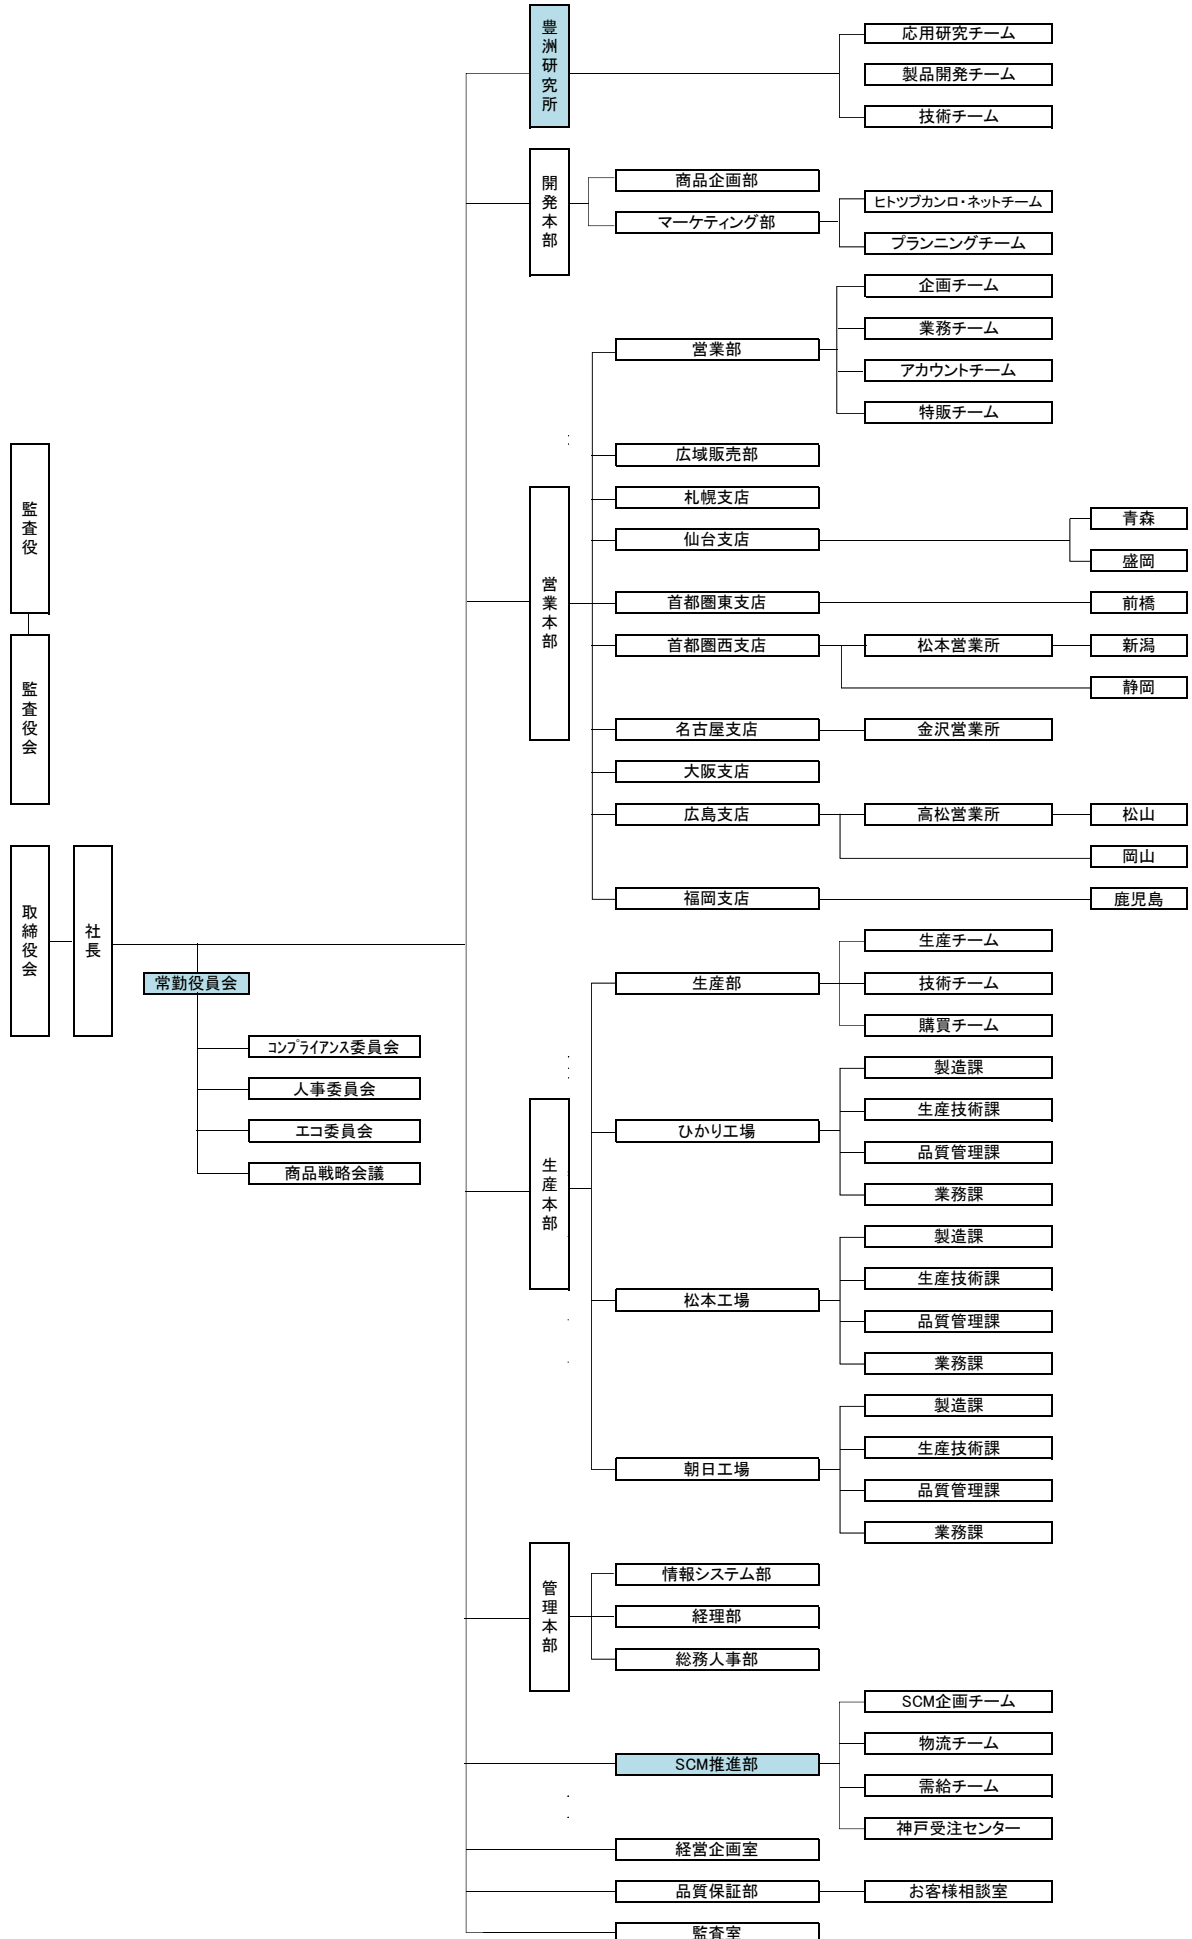 監査役
監査役会
取締役会
社長
常勤役員会
コンプライアンス委員会
人事委員会
エコ委員会
商品戦略会議
豊洲研究所
応用研究チーム
製品開発チーム
技術チーム
開発本部
商品企画部
マーケティング部
ヒトツブカンロ・ネットチーム
プランニングチーム
営業本部
営業部
企画チーム
業務チーム
アカウントチーム
特販チーム
広域販売部
札幌支店
仙台支店
青森
盛岡
首都圏東支店
前橋
首都圏西支店
松本営業所
新潟
静岡
名古屋支店
金沢営業所
大阪支店
広島支店
高松営業所
松山
岡山
福岡支店
鹿児島
生産本部
生産部
生産チーム
技術チーム
購買チーム
ひかり工場
製造課
生産技術課
品質管理課
業務課
松本工場
製造課
生産技術課
品質管理課
業務課
朝日工場
製造課
生産技術課
品質管理課
業務課
管理本部
情報システム部
経理部
総務人事部
SCM推進部
SCM企画チーム
物流チーム
需給チーム
神戸受注センター
経営企画室
品質保証部
お客様相談室
監査室